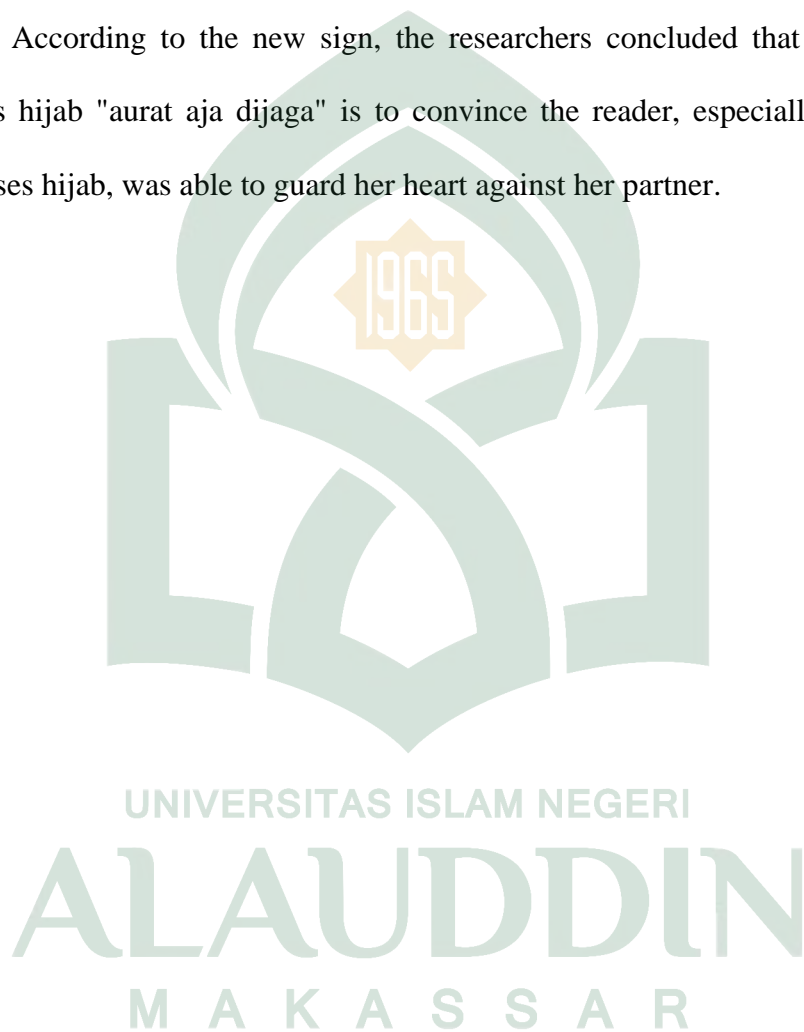 According to the new sign, the researchers concluded that
s hijab "aurat aja dijaga" is to convince the reader, especiall
ses hijab, was able to guard her heart against her partner.
1965
UNIVERSITAS ISLAM NEGERI
ALAUDDIN
MAKASSAR